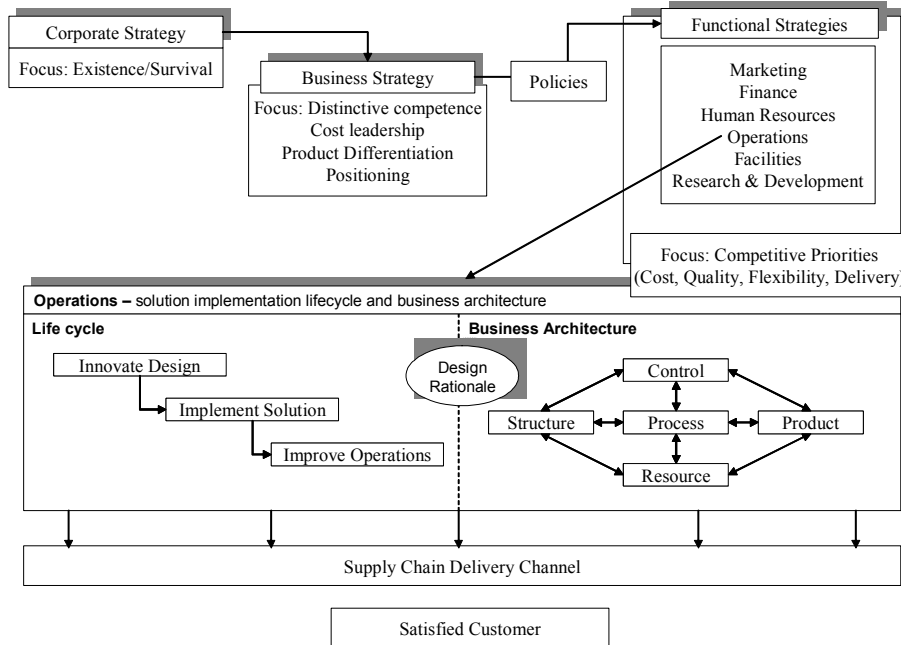 Corporate Strategy
Focus: Existence/Survival
Business Strategy
Focus: Distinctive competence
Cost leadership
Product Differentiation
Positioning
Policies
Functional Strategies
Marketing
Finance
Human Resources
Operations
Facilities
Research & Development
Focus: Competitive Priorities
(Cost, Quality, Flexibility, Delivery)
Operations – solution implementation lifecycle and business architecture
Life cycle
Innovate Design
Implement Solution
Improve Operations
Design
Rationale
Business Architecture
Control
Structure
Process
Product
Resource
Supply Chain Delivery Channel
Satisfied Customer